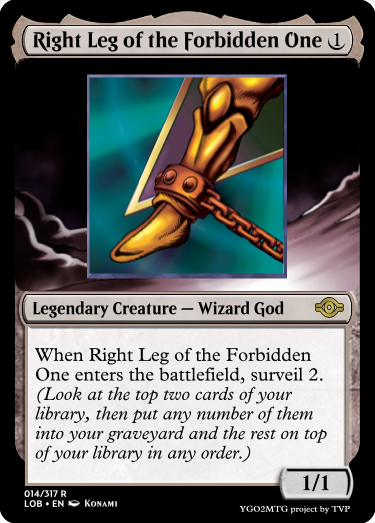 Right Leg of the Forbidden One 1
Legendary Creature — Wizard God
When Right Leg of the Forbidden
One enters the battlefield, surveil 2.
(Look at the top two cards of your
library, then put any number of them
into your graveyard and the rest on top
of your library in any order.)
1/1
014/317 R
LOB • EN Konami
YGO2MTG project by TVP